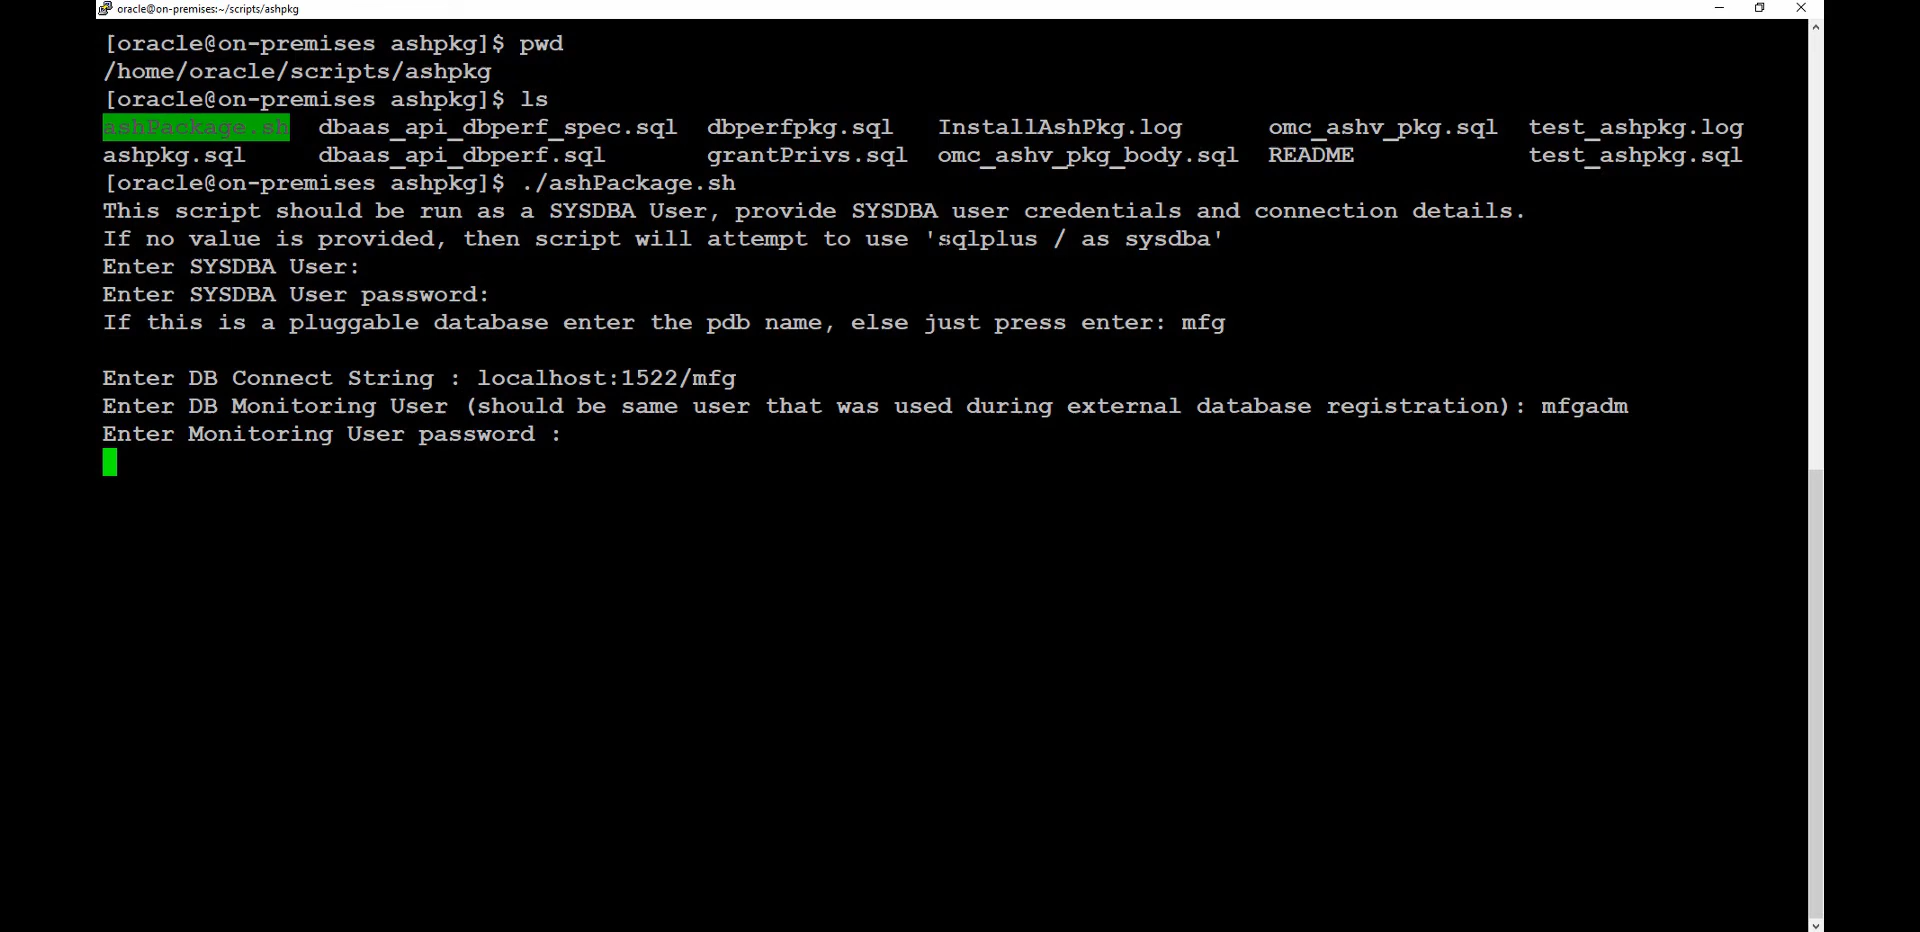 oracle@on-premises:~/scripts/ashpkg
[oracle@on-premises ashpkg]$ pwd
/home/oracle/scripts/ashpkg
[oracle@on-premises ashpkg]$ ls
ashPackage.sh  dbaas_api_dbperf_spec.sql  dbperfpkg.sql   InstallAshPkg.log      omc_ashv_pkg.sql  test_ashpkg.log
ashpkg.sql     dbaas_api_dbperf.sql       grantPrivs.sql  omc_ashv_pkg_body.sql  README            test_ashpkg.sql
[oracle@on-premises ashpkg]$ ./ashPackage.sh
This script should be run as a SYSDBA User, provide SYSDBA user credentials and connection details.
If no value is provided, then script will attempt to use 'sqlplus / as sysdba'
Enter SYSDBA User:
Enter SYSDBA User password:
If this is a pluggable database enter the pdb name, else just press enter: mfg
Enter DB Connect String : localhost:1522/mfg
Enter DB Monitoring User (should be same user that was used during external database registration): mfgadm
Enter Monitoring User password :